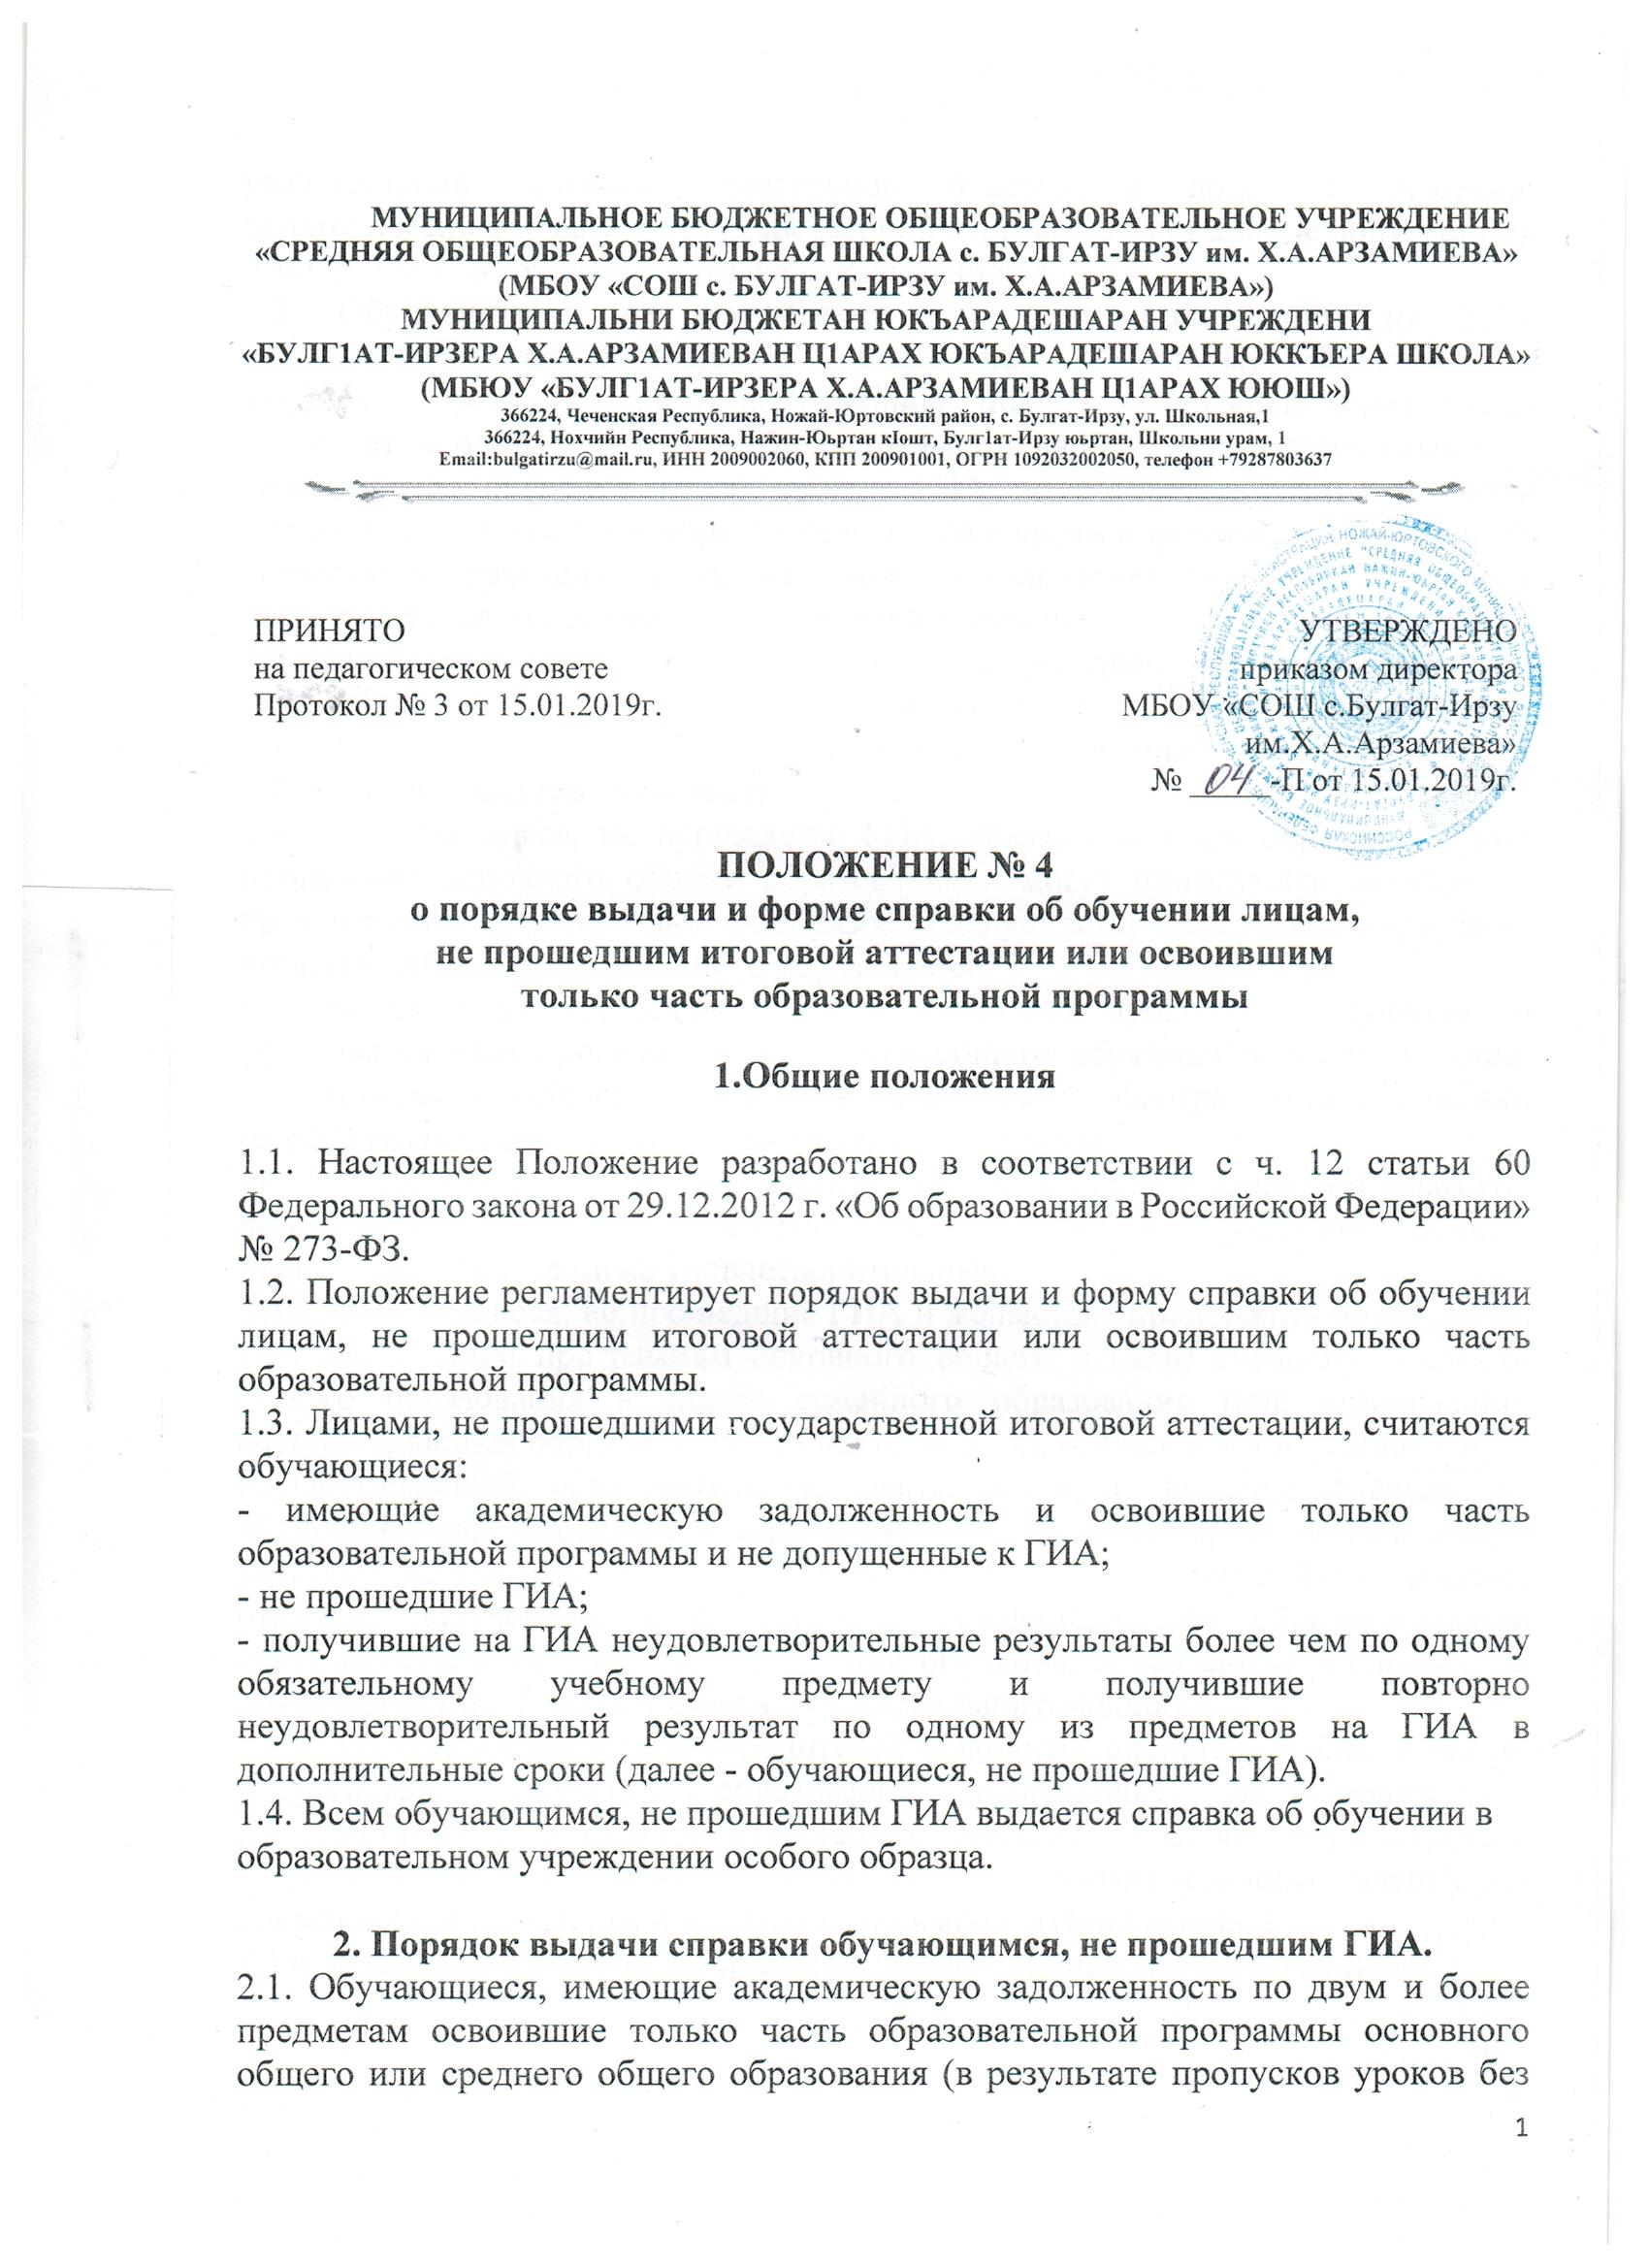 МУНИЦИПАЛЬНОЕ БЮДЖЕТНОЕ ОБЩЕОБРАЗОВАТЕЛЬНОЕ УЧРЕЖДЕНИЕ
«СРЕДНЯЯ ОБЩЕОБРАЗОВАТЕЛЬНАЯ ШКОЛА с. БУЛГАТ-ИРЗУ им. Х.А.АРЗАМИЕВА»
(МБОУ «СОШ с. БУЛГАТ-ИРЗУ им. Х.А.АРЗАМИЕВА»)
МУНИЦИПАЛЬНИ БЮДЖЕТАН ЮКЪАРАДЕШАРАН УЧРЕЖДЕНИ
«БУЛГ1АТ-ИРЗЕРА Х.А.АРЗАМИЕВАН Ц1АРАХ ЮКЪАРАДЕШАРАН ЮККЪЕРА ШКОЛА»
(МБЮУ «БУЛГ1АТ-ИРЗЕРА Х.А.АРЗАМИЕВАН Ц1АРАХ ЮЮШ»)
366224, Чеченская Республика, Ножай-Юртовский район, с. Булгат-Ирзу, ул. Школьная,1
366224, Нохчийн Республика, Нажин-Юьртан кIошт, Булг1ат-Ирзу юьртан, Школьни урам, 1
Email:bulgatirzu@mail.ru, ИНН 2009002060, КПП 200901001, ОГРН 1092032002050, телефон +79287803637
ПРИНЯТО
на педагогическом совете
Протокол № 3 от 15.01.2019г.
УТВЕРЖДЕНО
приказом директора
МБОУ «СОШ с.Булгат-Ирзу
им.Х.А.Арзамиева»
№ 04-П от 15.01.2019г.
ПОЛОЖЕНИЕ № 4
о порядке выдачи и форме справки об обучении лицам,
не прошедшим итоговой аттестации или освоившим
только часть образовательной программы
1.Общие положения
1.1. Настоящее Положение разработано в соответствии с ч. 12 статьи 60
Федерального закона от 29.12.2012 г. «Об образовании в Российской Федерации»
№ 273-ФЗ.
1.2. Положение регламентирует порядок выдачи и форму справки об обучении
лицам, не прошедшим итоговой аттестации или освоившим только часть
образовательной программы.
1.3. Лицами, не прошедшими государственной итоговой аттестации, считаются
обучающиеся:
- имеющие академическую задолженность и освоившие только часть
образовательной программы и не допущенные к ГИА;
- не прошедшие ГИА;
- получившие на ГИА неудовлетворительные результаты более чем по одному
обязательному учебному предмету и получившие повторно
неудовлетворительный результат по одному из предметов на ГИА в
дополнительные сроки (далее - обучающиеся, не прошедшие ГИА).
1.4. Всем обучающимся, не прошедшим ГИА выдается справка об обучении в
образовательном учреждении особого образца.
2. Порядок выдачи справки обучающимся, не прошедшим ГИА.
2.1. Обучающиеся, имеющие академическую задолженность по двум и более
предметам освоившие только часть образовательной программы основного
общего или среднего общего образования (в результате пропусков уроков без
1